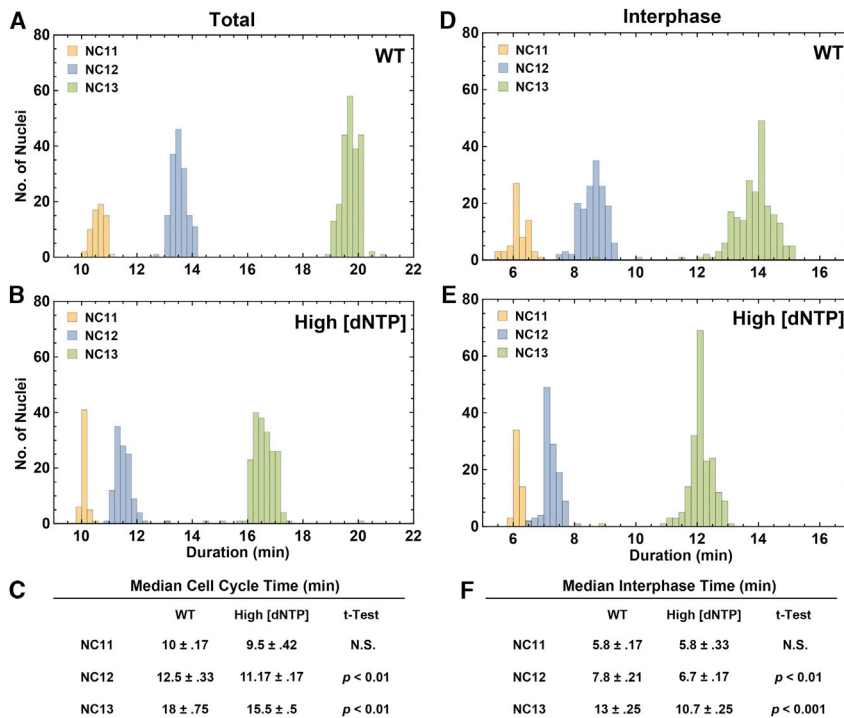 A
Total
80
60
40
20
0
No. of Nuclei
NC11
NC12
NC13
WT
10 12 14 16 18 20 22
B
80
60
40
20
0
No. of Nuclei
NC11
NC12
NC13
High [dNTP]
10 12 14 16 18 20 22
Duration (min)
C
Median Cell Cycle Time (min)
WT High [dNTP] t-Test
NC11 10 ± .17 9.5 ± .42 N.S.
NC12 12.5 ± .33 11.17 ± .17 p < 0.01
NC13 18 ± .75 15.5 ± .5 p < 0.01
D
Interphase
80
60
40
20
0
NC11
NC12
NC13
WT
6 8 10 12 14 16
E
80
60
40
20
0
NC11
NC12
NC13
High [dNTP]
6 8 10 12 14 16
Duration (min)
F
Median Interphase Time (min)
WT High [dNTP] t-Test
NC11 5.8 ± .17 5.8 ± .33 N.S.
NC12 7.8 ± .21 6.7 ± .17 p < 0.01
NC13 13 ± .25 10.7 ± .25 p < 0.001